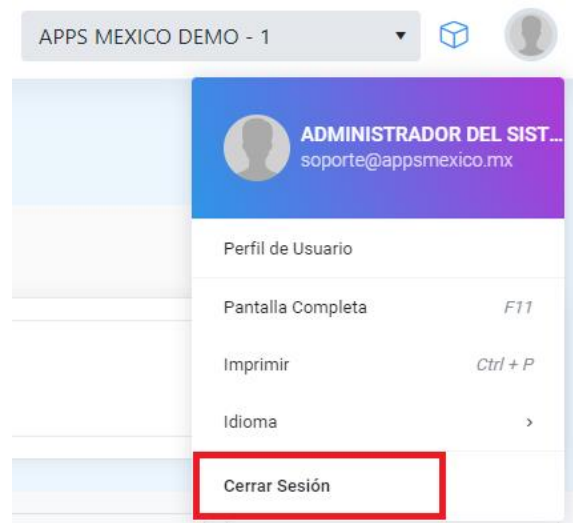 APPS MEXICO DEMO - 1
ADMINISTRADOR DEL SIST...
soporte@appsmexico.mx
Perfil de Usuario
Pantalla Completa F11
Imprimir Ctrl + P
Idioma
Cerrar Sesión